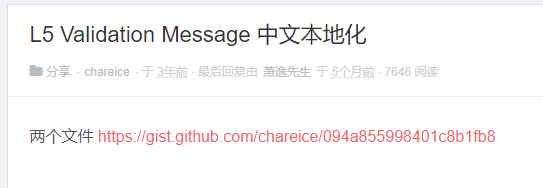 L5 Validation Message 中文本地化
分享 · chareice · 于 3年前 · 最后回复由 萧逸先生 于 5个月前 · 7646 阅读
两个文件 https://gist.github.com/chareice/094a855998401c8b1fb8